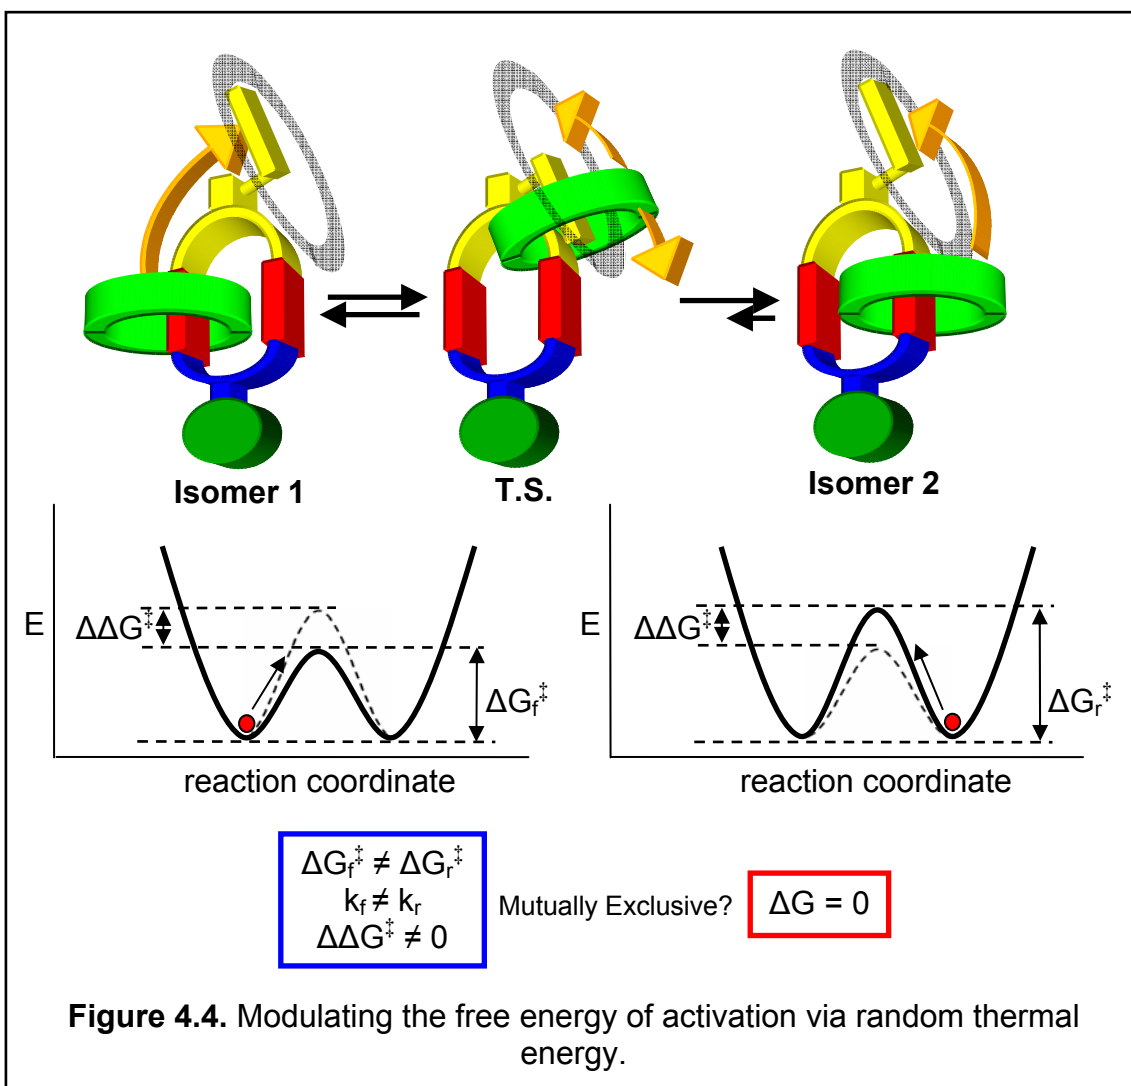 Isomer 1
T.S.
Isomer 2
E
ΔΔG‡
ΔGf‡
reaction coordinate
E
ΔΔG‡
ΔGr‡
reaction coordinate
ΔGf‡ ≠ ΔGr‡
kf ≠ kr
ΔΔG‡ ≠ 0
Mutually Exclusive?
ΔG = 0
Figure 4.4. Modulating the free energy of activation via random thermal
energy.